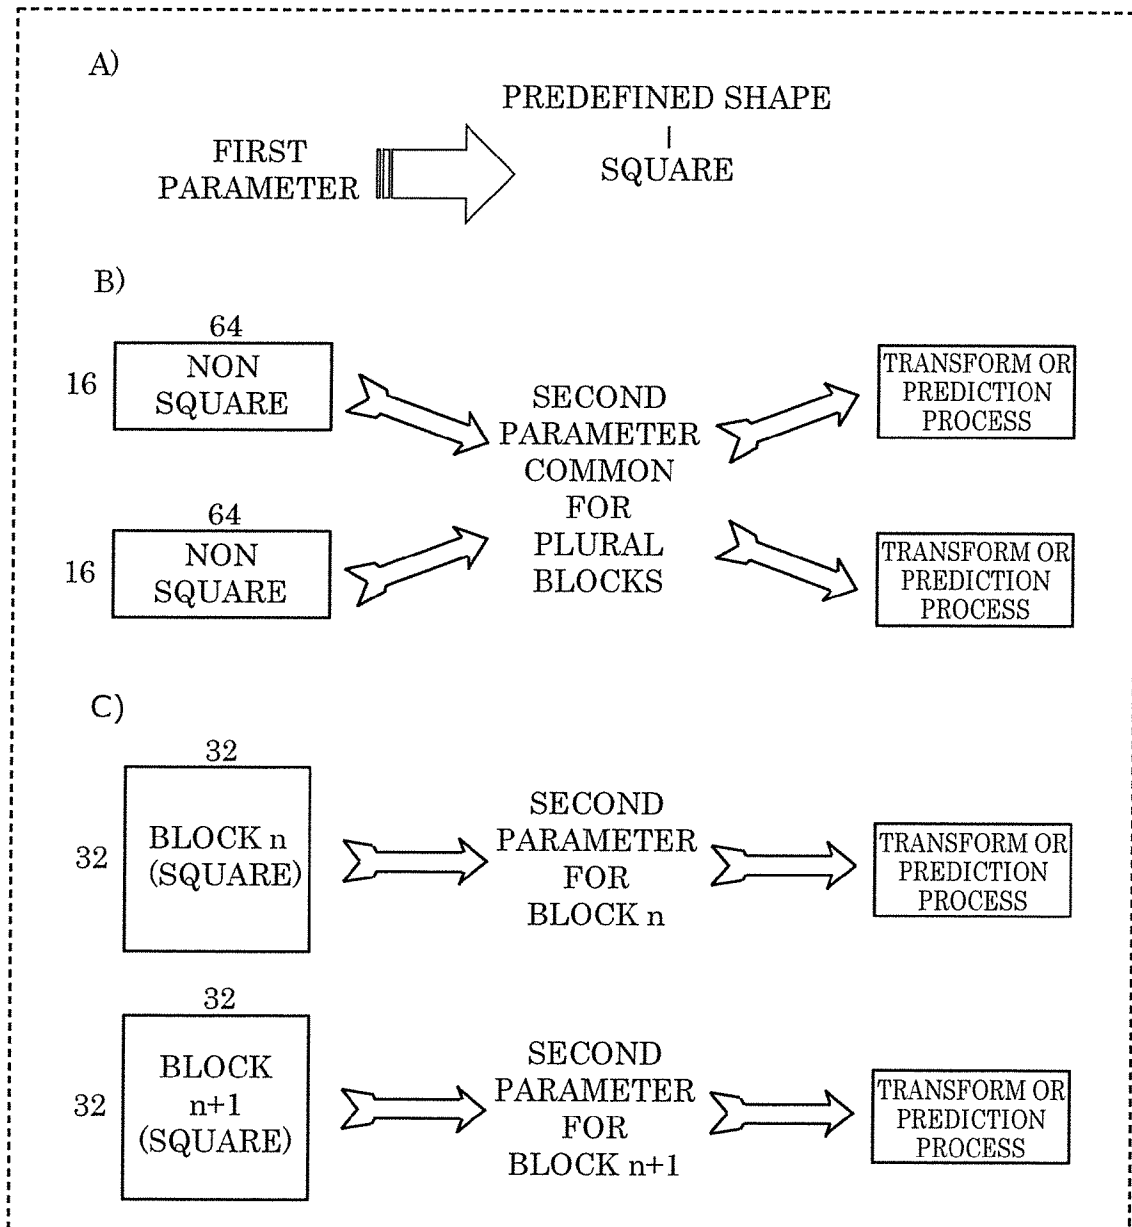 A)
PREDEFINED SHAPE
SQUARE
FIRST
PARAMETER
B)
64
16
NON
SQUARE
SECOND
PARAMETER
COMMON
FOR
PLURAL
BLOCKS
TRANSFORM OR
PREDICTION
PROCESS
64
16
NON
SQUARE
TRANSFORM OR
PREDICTION
PROCESS
C)
32
32
BLOCK n
(SQUARE)
SECOND
PARAMETER
FOR
BLOCK n
TRANSFORM OR
PREDICTION
PROCESS
32
32
BLOCK
n+1
(SQUARE)
SECOND
PARAMETER
FOR
BLOCK n+1
TRANSFORM OR
PREDICTION
PROCESS